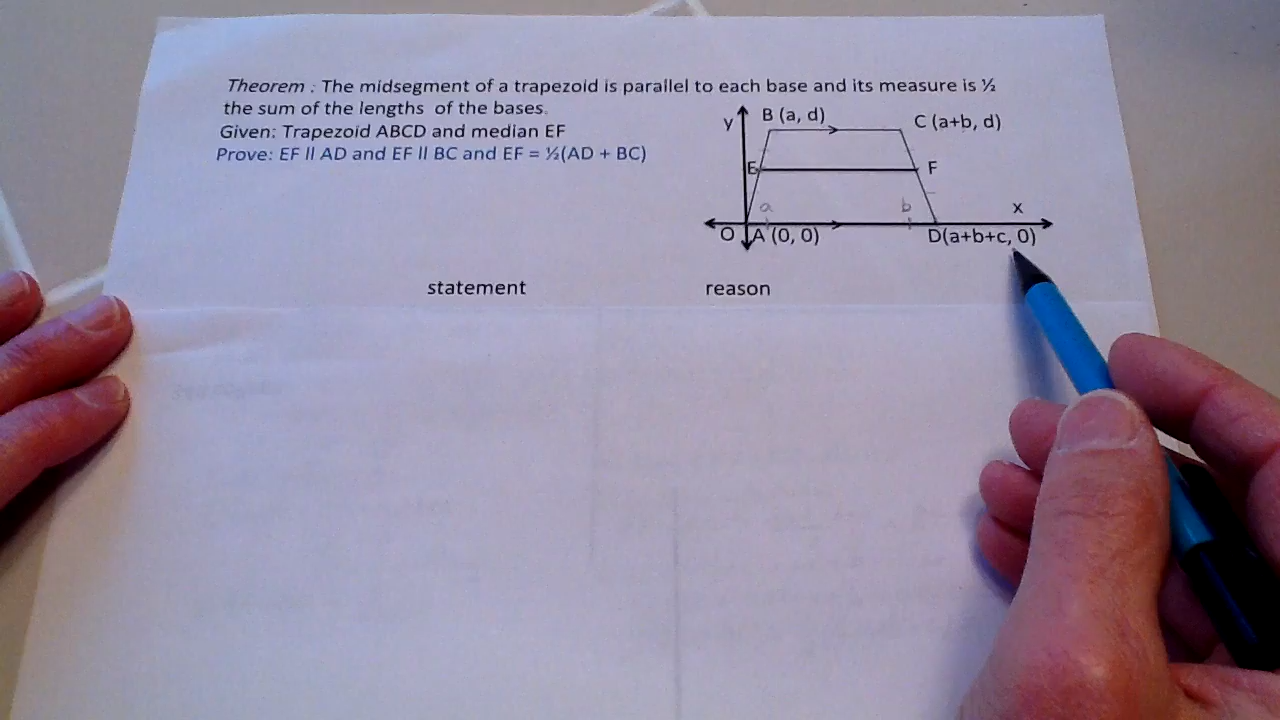 Theorem : The midsegment of a trapezoid is parallel to each base and its measure is ½
the sum of the lengths of the bases.
Given: Trapezoid ABCD and median EF
Prove: EF ll AD and EF ll BC and EF = ½(AD + BC)
y B (a, d) C (a+b, d)
E F
a b x
O A (0, 0) D(a+b+c, 0)
statement reason